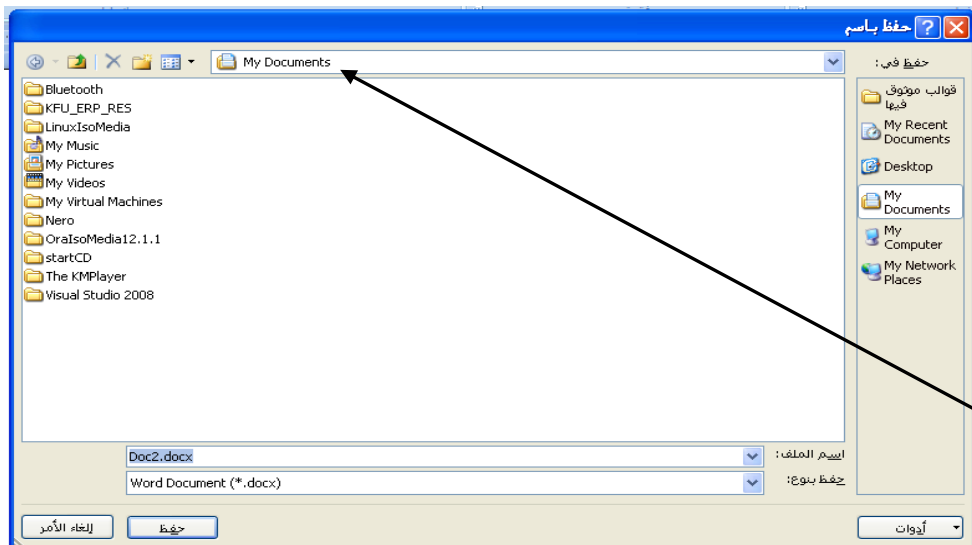 حفظ باسم
حفظ في:
My Documents
Bluetooth
KFU_ERP_RES
LinuxIsoMedia
My Music
My Pictures
My Videos
My Virtual Machines
Nero
OraIsoMedia12.1.1
startCD
The KMPlayer
Visual Studio 2008
قوالب موثوق
فيها
My Recent
Documents
Desktop
My
Documents
My
Computer
My Network
Places
اسم الملف:
Doc2.docx
حفظ بنوع:
Word Document (*.docx)
أدوات
حفظ
إلغاء الأمر